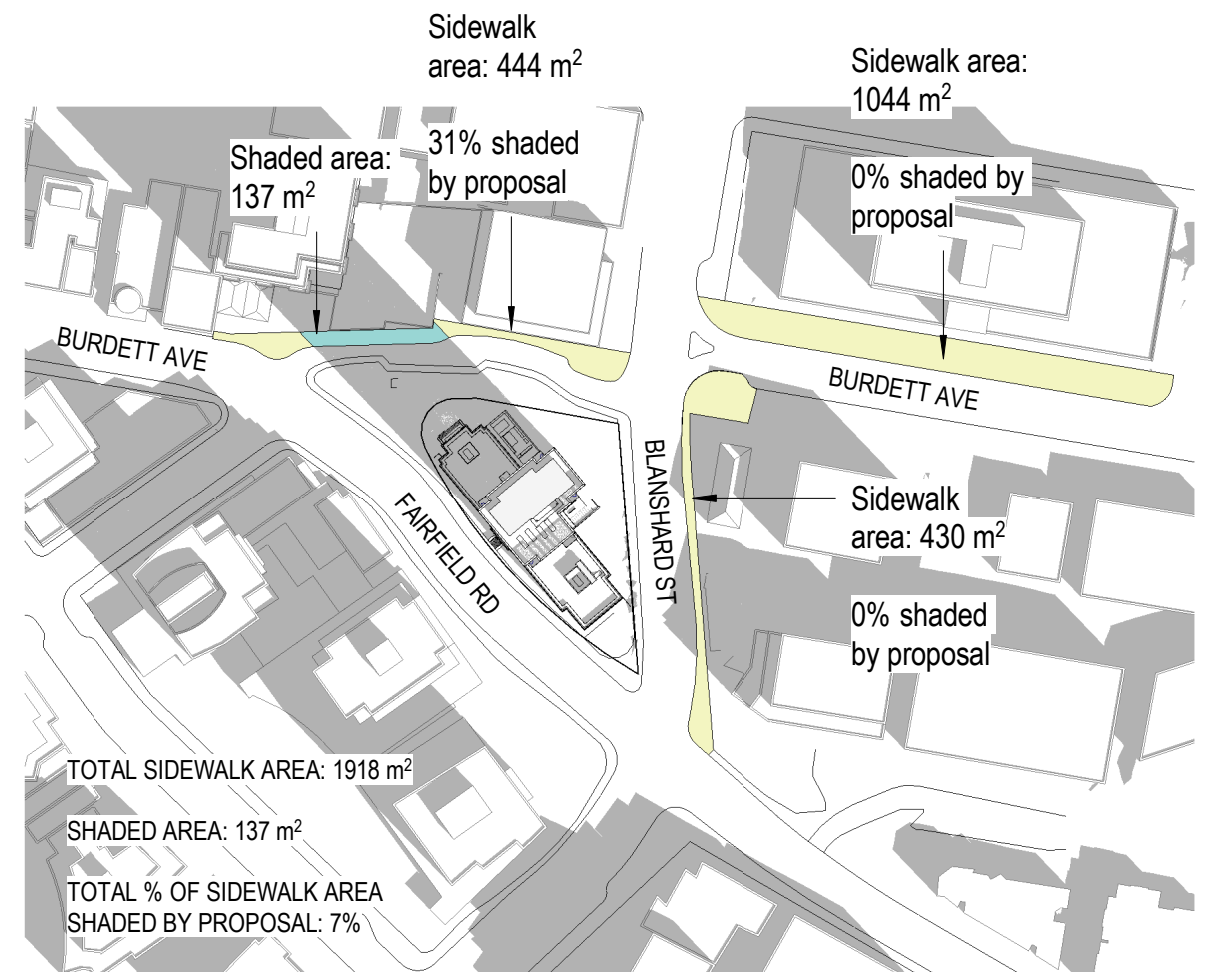 Sidewalk
area: 444 m²
31% shaded
by proposal
Shaded area:
137 m²
Sidewalk area:
1044 m²
0% shaded by
proposal
BURDETT AVE
BURDETT AVE
BLANSHARD ST
FAIRFIELD RD
Sidewalk
area: 430 m²
0% shaded
by proposal
TOTAL SIDEWALK AREA: 1918 m²
SHADED AREA: 137 m²
TOTAL % OF SIDEWALK AREA
SHADED BY PROPOSAL: 7%